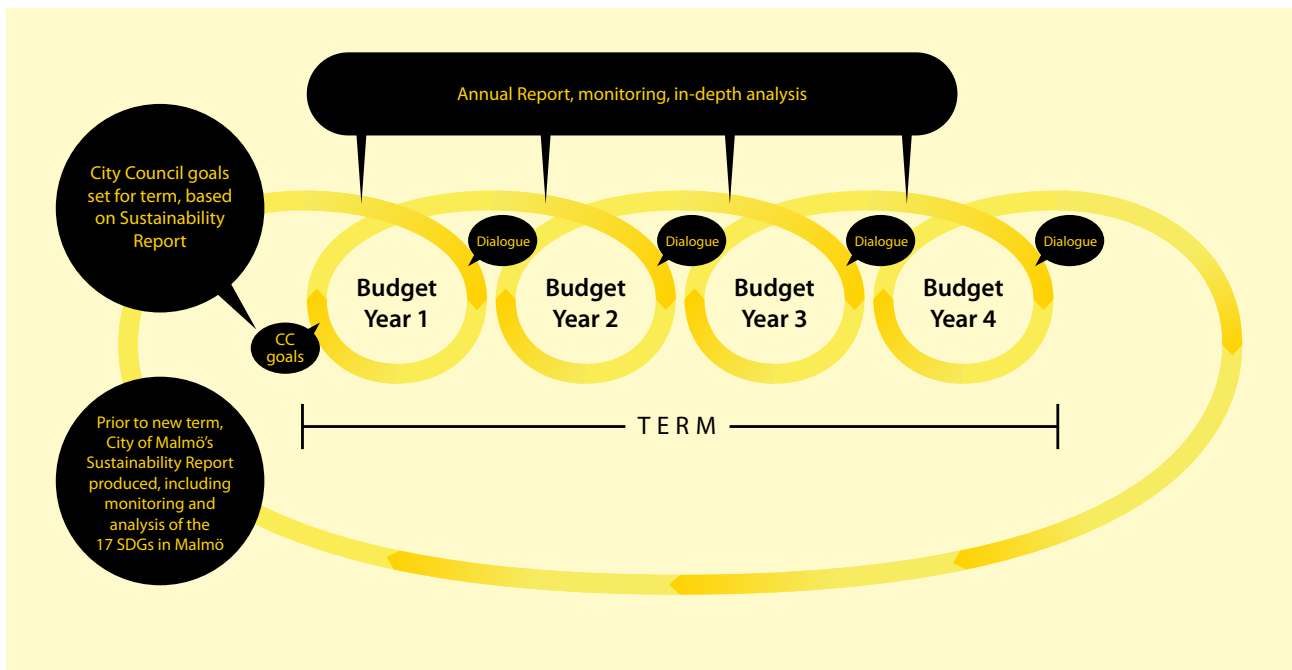 Annual Report, monitoring, in-depth analysis
City Council goals
set for term, based
on Sustainability
Report
Dialogue
Dialogue
Dialogue
Dialogue
Budget
Year 1
Budget
Year 2
Budget
Year 3
Budget
Year 4
CC
goals
TERM
Prior to new term,
City of Malmö's
Sustainability Report
produced, including
monitoring and
analysis of the
17 SDGs in Malmö